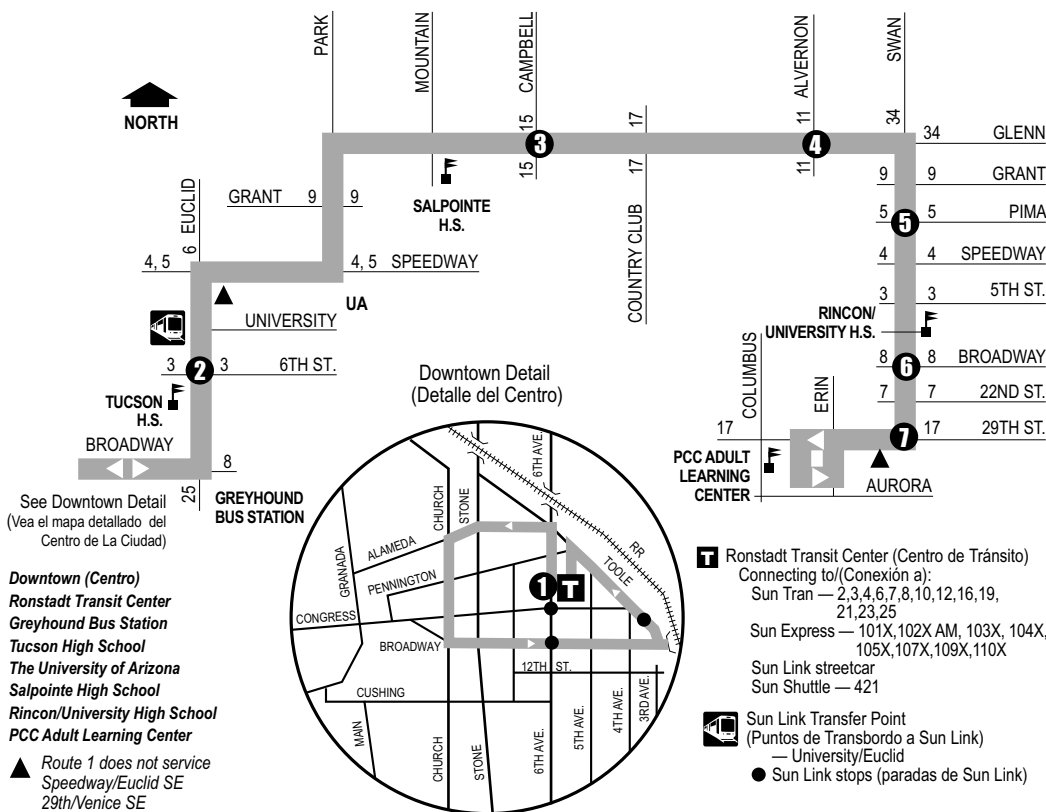 PARK
MOUNTAIN
15 CAMPBELL
15
17
17
COUNTRY CLUB
11 ALVERNON
11
34 SWAN
NORTH
3
4
34 GLENN
9 9 GRANT
5
5 5 PIMA
4 4 SPEEDWAY
3 3 5TH ST.
RINCON/
UNIVERSITY H.S.
6
8 8 BROADWAY
7 7 22ND ST.
7
17 29TH ST.
17
COLUMBUS
ERIN
PCC ADULT
LEARNING
CENTER
AURORA
SALPOINTE
H.S.
GRANT 9 9
6 EUCLID
4, 5
4, 5 SPEEDWAY
UA
UNIVERSITY
3 3 6TH ST.
2
TUCSON
H.S.
BROADWAY
8
25
GREYHOUND
BUS STATION
See Downtown Detail
(Vea el mapa detallado del
Centro de La Ciudad)
Downtown (Centro)
Ronstadt Transit Center
Greyhound Bus Station
Tucson High School
The University of Arizona
Salpointe High School
Rincon/University High School
PCC Adult Learning Center
Route 1 does not service
Speedway/Euclid SE
29th/Venice SE
Downtown Detail
(Detalle del Centro)
6TH AVE.
CHURCH
STONE
RR
GRANADA
ALAMEDA
PENNINGTON
TOOLE
1
T
CONGRESS
BROADWAY
12TH ST.
CUSHING
MAIN
CHURCH
STONE
6TH AVE.
5TH AVE.
4TH AVE.
3RD AVE.
T Ronstadt Transit Center (Centro de Tránsito)
Connecting to/(Conexión a):
Sun Tran — 2,3,4,6,7,8,10,12,16,19,
21,23,25
Sun Express — 101X,102X AM, 103X, 104X,
105X,107X,109X,110X
Sun Link streetcar
Sun Shuttle — 421
Sun Link Transfer Point
(Puntos de Transbordo a Sun Link)
— University/Euclid
Sun Link stops (paradas de Sun Link)